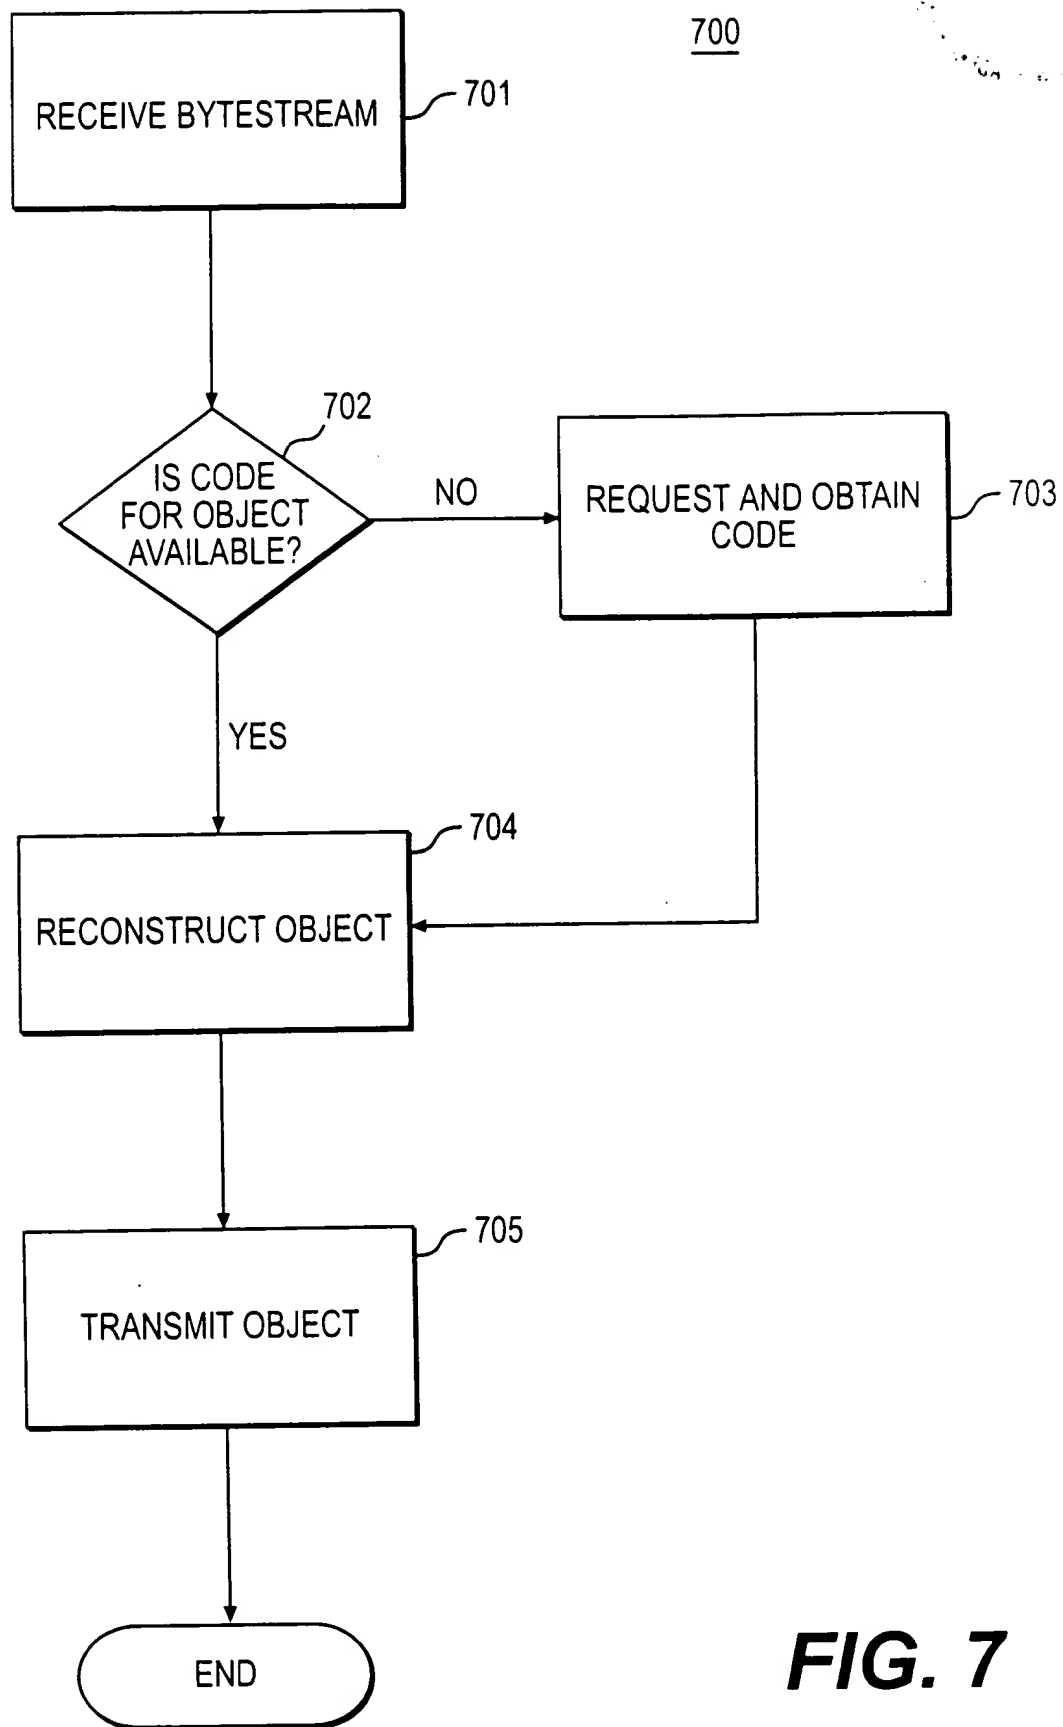 700
RECEIVE BYTESTREAM
701
702
IS CODE
FOR OBJECT
AVAILABLE?
NO
REQUEST AND OBTAIN
CODE
703
YES
704
RECONSTRUCT OBJECT
705
TRANSMIT OBJECT
END
FIG. 7